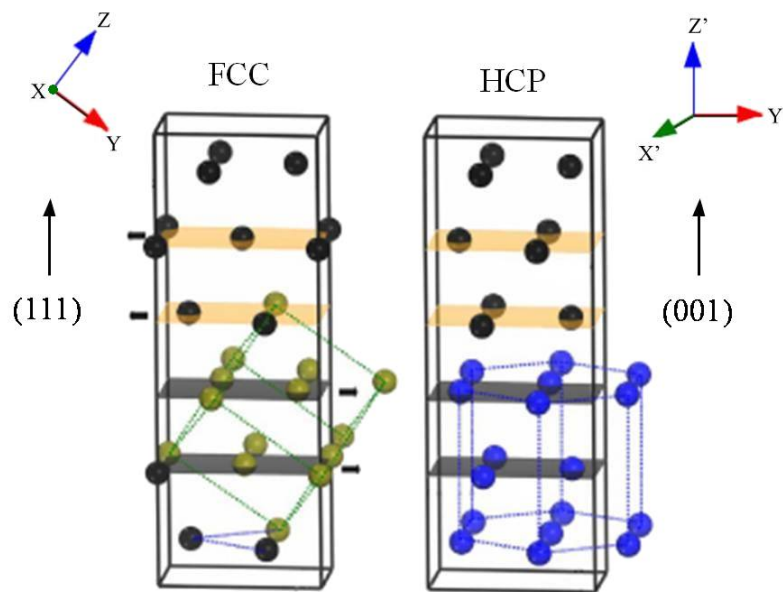 Z
X
Y
FCC
HCP
Z'
Y
X'
(111)
(001)